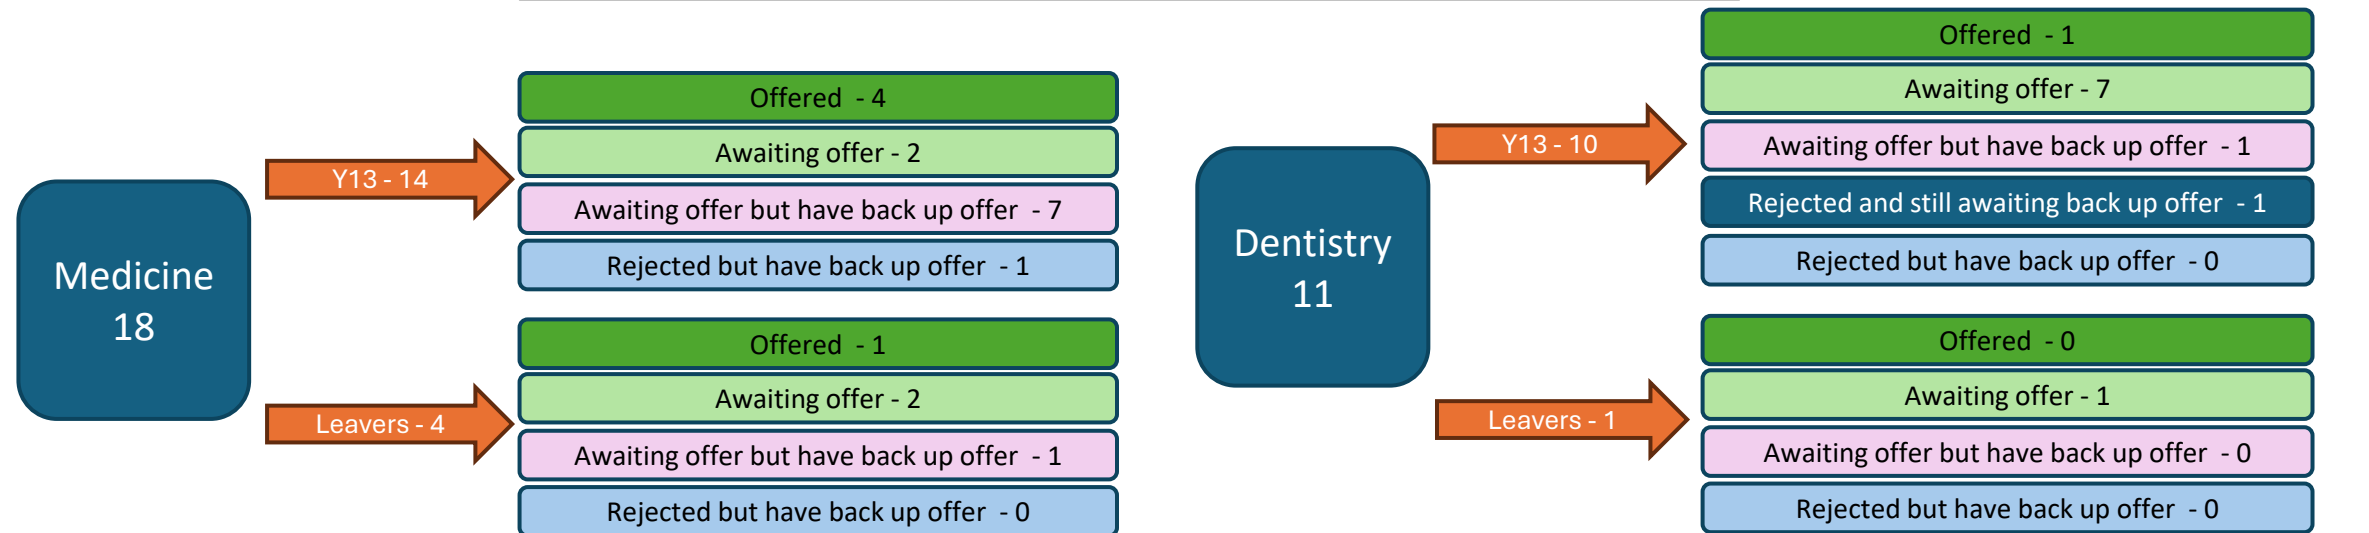 Medicine
18
Y13 - 14
Offered - 4
Awaiting offer - 2
Awaiting offer but have back up offer - 7
Rejected but have back up offer - 1
Leavers - 4
Offered - 1
Awaiting offer - 2
Awaiting offer but have back up offer - 1
Rejected but have back up offer - 0
Dentistry
11
Y13 - 10
Offered - 1
Awaiting offer - 7
Awaiting offer but have back up offer - 1
Rejected and still awaiting back up offer - 1
Rejected but have back up offer - 0
Leavers - 1
Offered - 0
Awaiting offer - 1
Awaiting offer but have back up offer - 0
Rejected but have back up offer - 0